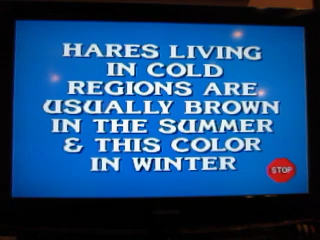 HARES LIVING
IN COLD
REGIONS ARE
USUALLY BROWN
IN THE SUMMER
& THIS COLOR
IN WINTER
STOP